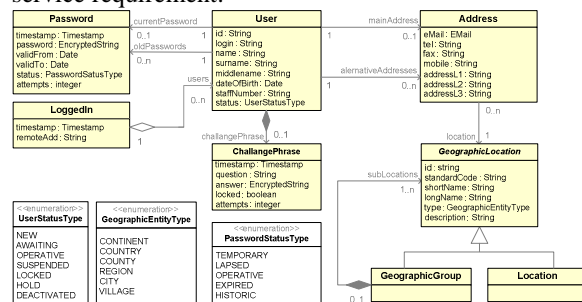 service requirement.
Password
timestamp: Timestamp
password: EncryptedString
validFrom: Date
validTo: Date
status: PasswordSatusType
attempts: integer
currentPassword
0..1
1
oldPasswords
0..n
1
User
id: String
login: String
name: String
surname: String
middlename: String
dateOfBirth: Date
staffNumber: String
status: UserStatusType
mainAddress
1
0..1
alernativeAddresses
1
0..n
Address
eMail: EMail
tel: String
fax: String
mobile: String
addressL1: String
addressL2: String
addressL3: String
users
0..n
LoggedIn
timestamp: Timestamp
remoteAdd: String
1
challangePhrase
0..1
0..n
location
1
ChallangePhrase
timestamp: Timestamp
question: String
answer: EncryptedString
locked: boolean
attempts: integer
GeographicLocation
id: string
standardCode: String
shortName: String
longName: String
type: GeographicEntityType
description: String
subLocations
1..n
<<enumeration>>
UserStatusType
NEW
AWAITING
OPERATIVE
SUSPENDED
LOCKED
HOLD
DEACTIVATED
<<enumeration>>
GeographicEntityType
CONTINENT
COUNTRY
COUNTY
REGION
CITY
VILLAGE
<<enumeration>>
PasswordStatusType
TEMPORARY
LAPSED
OPERATIVE
EXPIRED
HISTORIC
GeographicGroup
0..1
Location